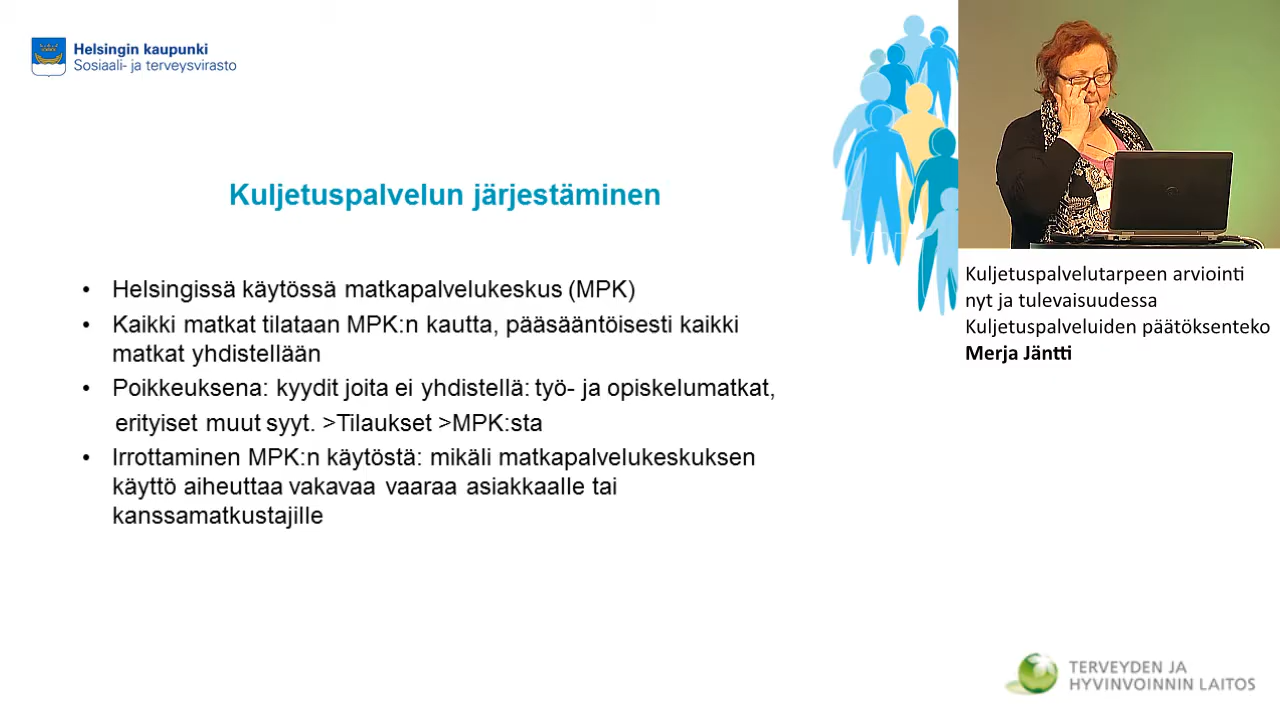 Helsingin kaupunki
Sosiaali- ja terveysvirasto
Kuljetuspalvelun järjestäminen
• Helsingissä käytössä matkapalvelukeskus (MPK)
• Kaikki matkat tilataan MPK:n kautta, pääsääntöisesti kaikki
matkat yhdistellään
• Poikkeuksena: kyydit joita ei yhdistellä: työ- ja opiskelumatkat,
erityiset muut syyt. >Tilaukset >MPK:sta
• Irrottaminen MPK:n käytöstä: mikäli matkapalvelukeskuksen
käyttö aiheuttaa vakavaa vaaraa asiakkaalle tai
kanssamatkustajille
Kuljetuspalvelutarpeen arviointi
nyt ja tulevaisuudessa
Kuljetuspalveluiden päätöksenteko
Merja Jäntti
TERVEYDEN JA
HYVINVOINNIN LAITOS